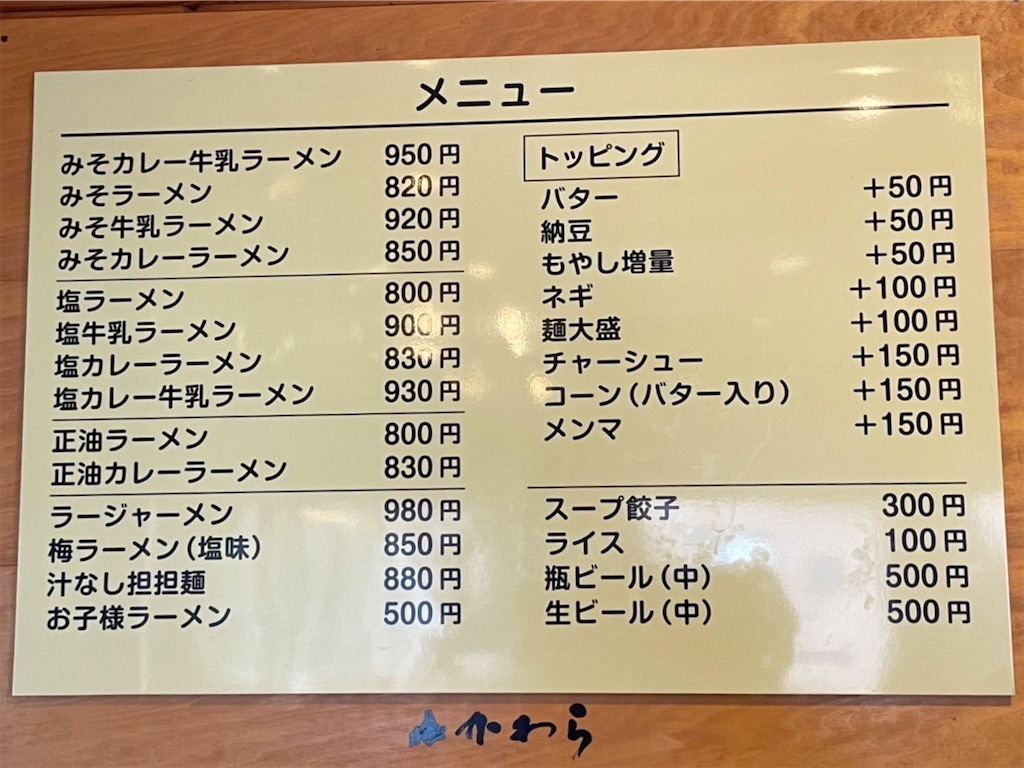 メニュー
みそカレー牛乳ラーメン 950円
みそラーメン 820円
みそ牛乳ラーメン 920円
みそカレーラーメン 850円
塩ラーメン 800円
塩牛乳ラーメン 900円
塩カレーラーメン 830円
塩カレー牛乳ラーメン 930円
正油ラーメン 800円
正油カレーラーメン 830円
ラージャーメン 980円
梅ラーメン(塩味) 850円
汁なし担担麺 880円
お子様ラーメン 500円
トッピング
バター +50円
納豆 +50円
もやし増量 +50円
ネギ +100円
麺大盛 +100円
チャーシュー +150円
コーン(バター入り) +150円
メンマ +150円
スープ餃子 300円
ライス 100円
瓶ビール(中) 500円
生ビール(中) 500円
かわら